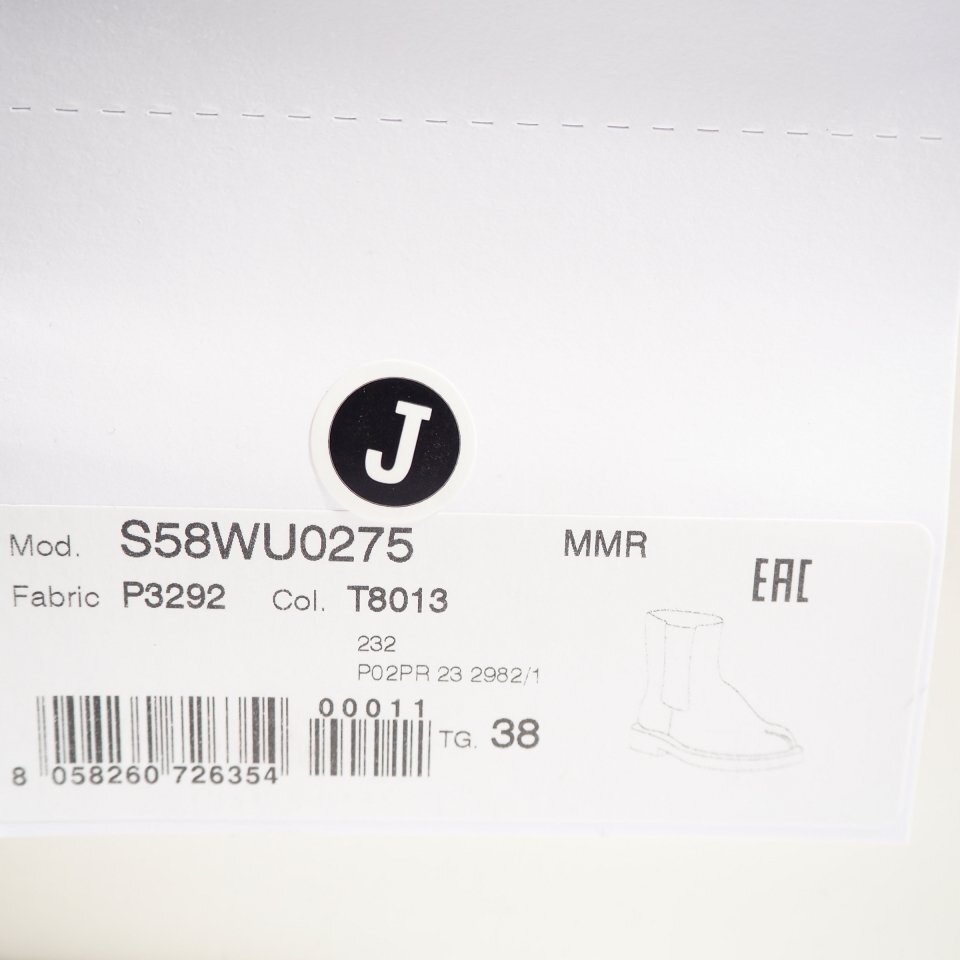 J
Mod. S58WU0275 MMR
EAC
Fabric P3292 Col. T8013
232
P02PR 23 2982/1
00011
TG. 38
8 058260 726354